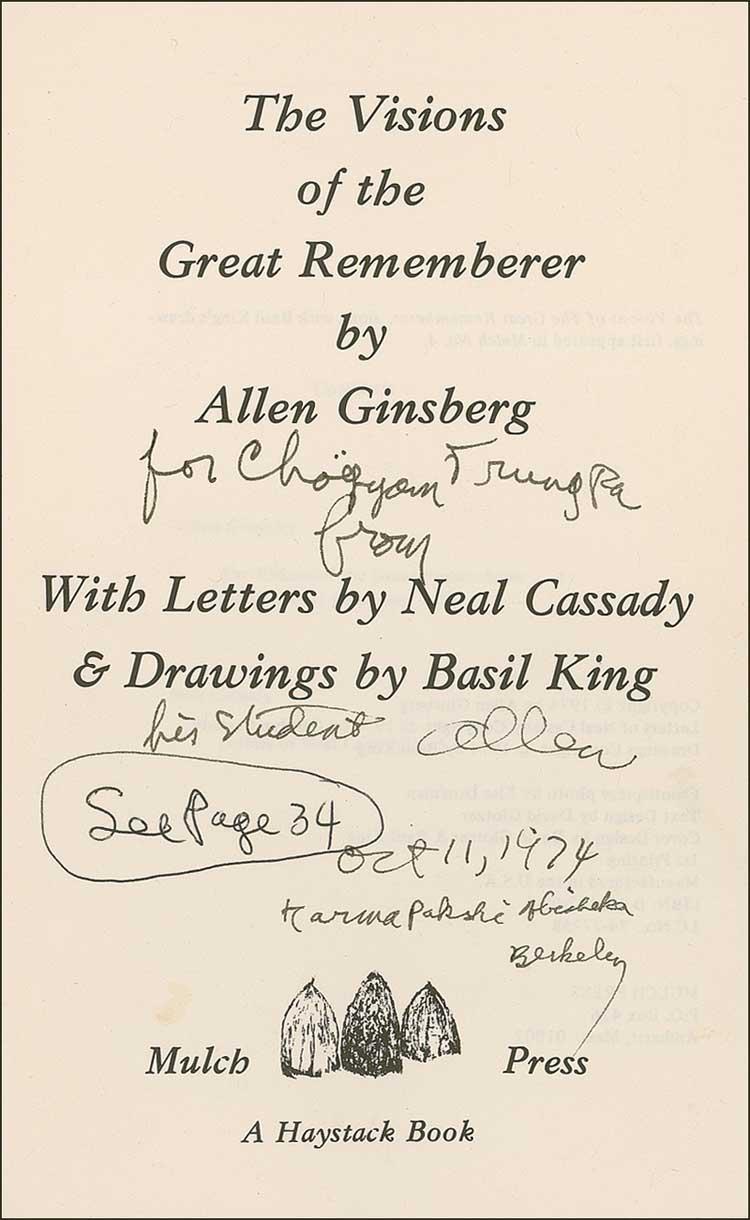 The Visions
of the
Great Rememberer
by
Allen Ginsberg
for Chögyam Trungpa
from
With Letters by Neal Cassady
& Drawings by Basil King
his student Allen
See Page 34
Oct 11, 1974
Karma Pakshi Abisheka
Berkeley
Mulch Press
A Haystack Book